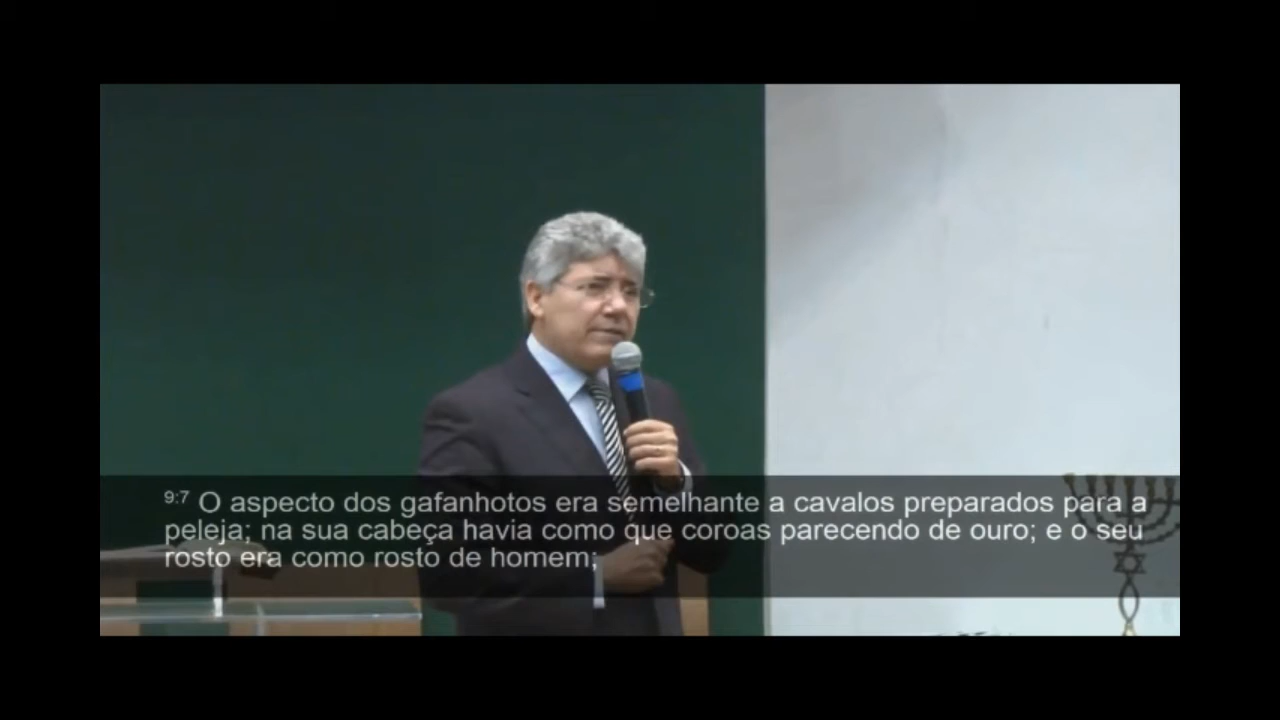 9:7 O aspecto dos gafanhotos era semelhante a cavalos preparados para a
peleja; na sua cabeça havia como que coroas parecendo de ouro; e o seu
rosto era como rosto de homem;